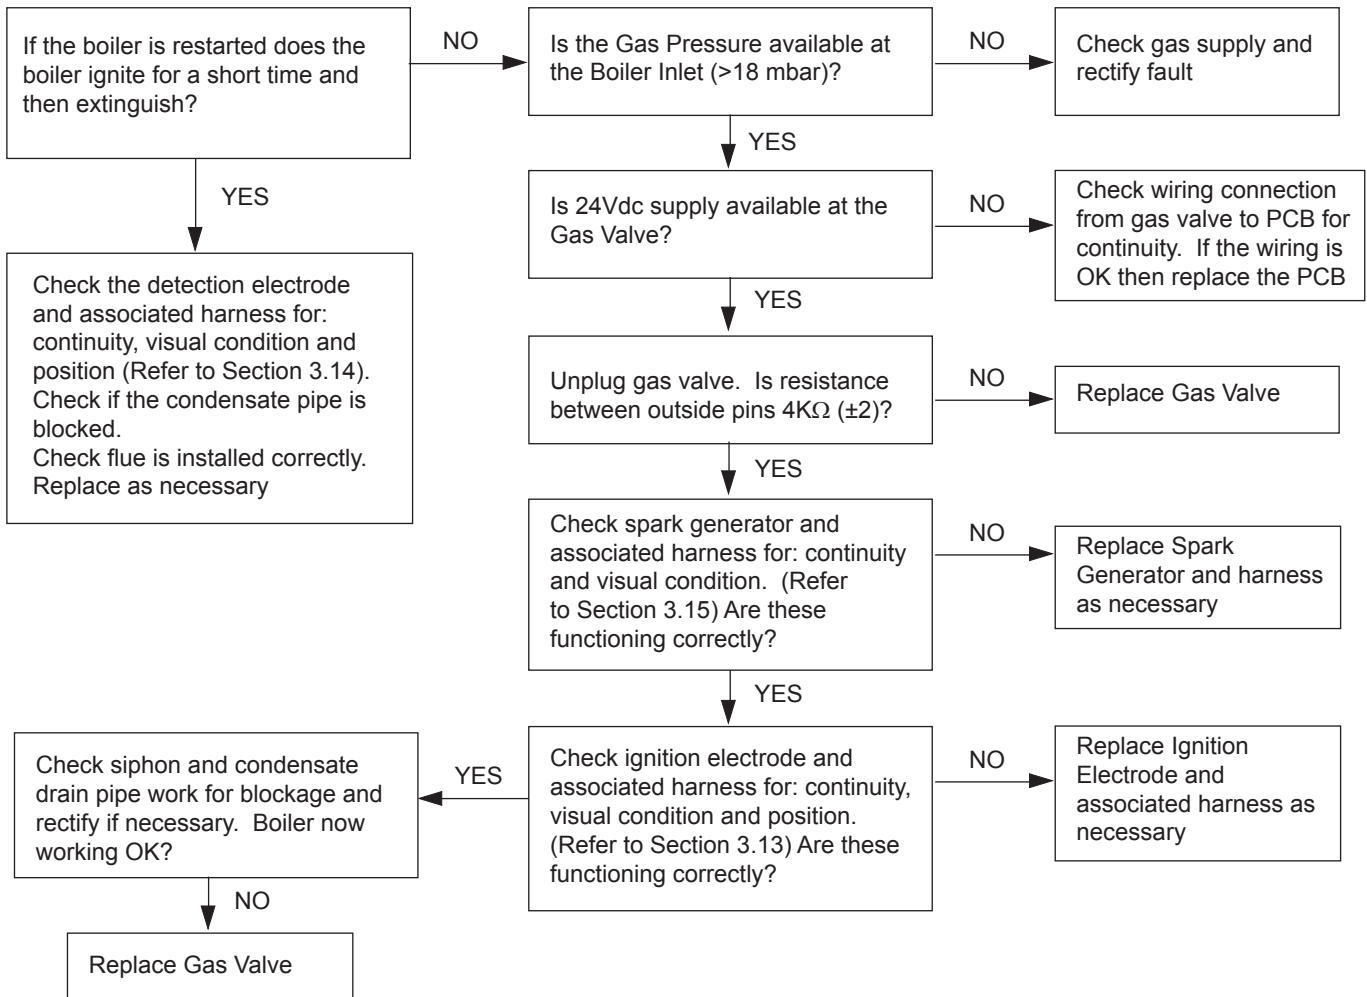 If the boiler is restarted does the
boiler ignite for a short time and
then extinguish?
NO
Is the Gas Pressure available at
the Boiler Inlet (>18 mbar)?
NO
Check gas supply and
rectify fault
YES
YES
Is 24Vdc supply available at the
Gas Valve?
NO
Check wiring connection
from gas valve to PCB for
continuity.  If the wiring is
OK then replace the PCB
Check the detection electrode
and associated harness for:
continuity, visual condition and
position (Refer to Section 3.14).
Check if the condensate pipe is
blocked.
Check flue is installed correctly.
Replace as necessary
YES
Unplug gas valve.  Is resistance
between outside pins 4KΩ (±2)?
NO
Replace Gas Valve
YES
Check spark generator and
associated harness for: continuity
and visual condition.  (Refer
to Section 3.15) Are these
functioning correctly?
NO
Replace Spark
Generator and harness
as necessary
YES
Check ignition electrode and
associated harness for: continuity,
visual condition and position.
(Refer to Section 3.13) Are these
functioning correctly?
NO
Replace Ignition
Electrode and
associated harness as
necessary
YES
Check siphon and condensate
drain pipe work for blockage and
rectify if necessary.  Boiler now
working OK?
NO
Replace Gas Valve